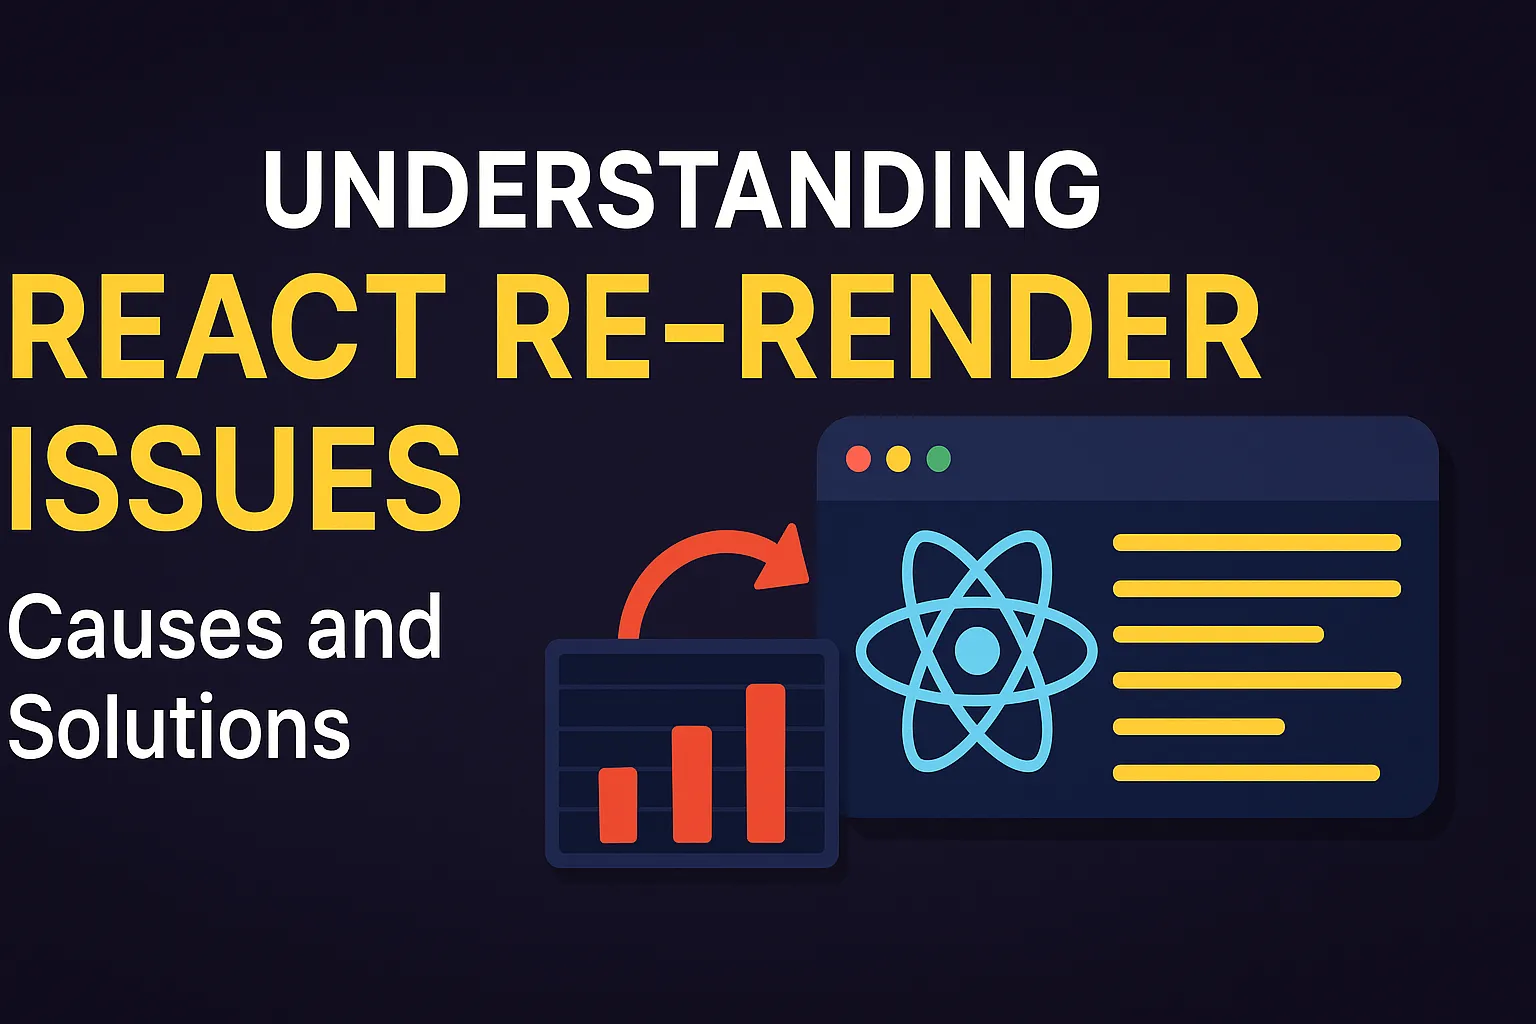 UNDERSTANDING
REACT RE-RENDER
ISSUES
Causes and
Solutions